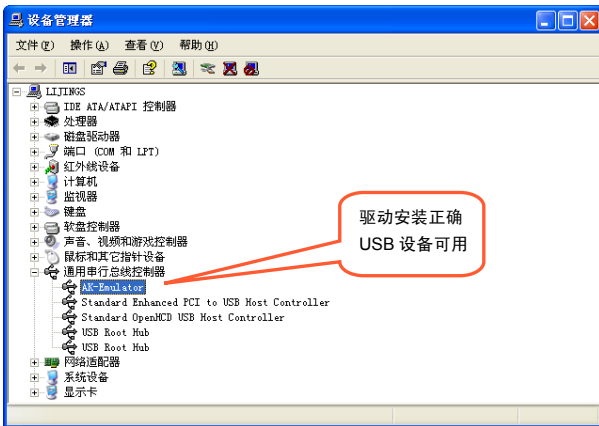 设备管理器
文件(F) 操作(A) 查看(V) 帮助(H)
LIJINGS
IDE ATA/ATAPI 控制器
处理器
磁盘驱动器
端口 (COM 和 LPT)
红外线设备
计算机
监视器
键盘
软盘控制器
声音、视频和游戏控制器
鼠标和其它指针设备
通用串行总线控制器
AK-Emulator
Standard Enhanced PCI to USB Host Controller
Standard OpenHCD USB Host Controller
USB Root Hub
USB Root Hub
网络适配器
系统设备
显示卡
驱动安装正确
USB 设备可用